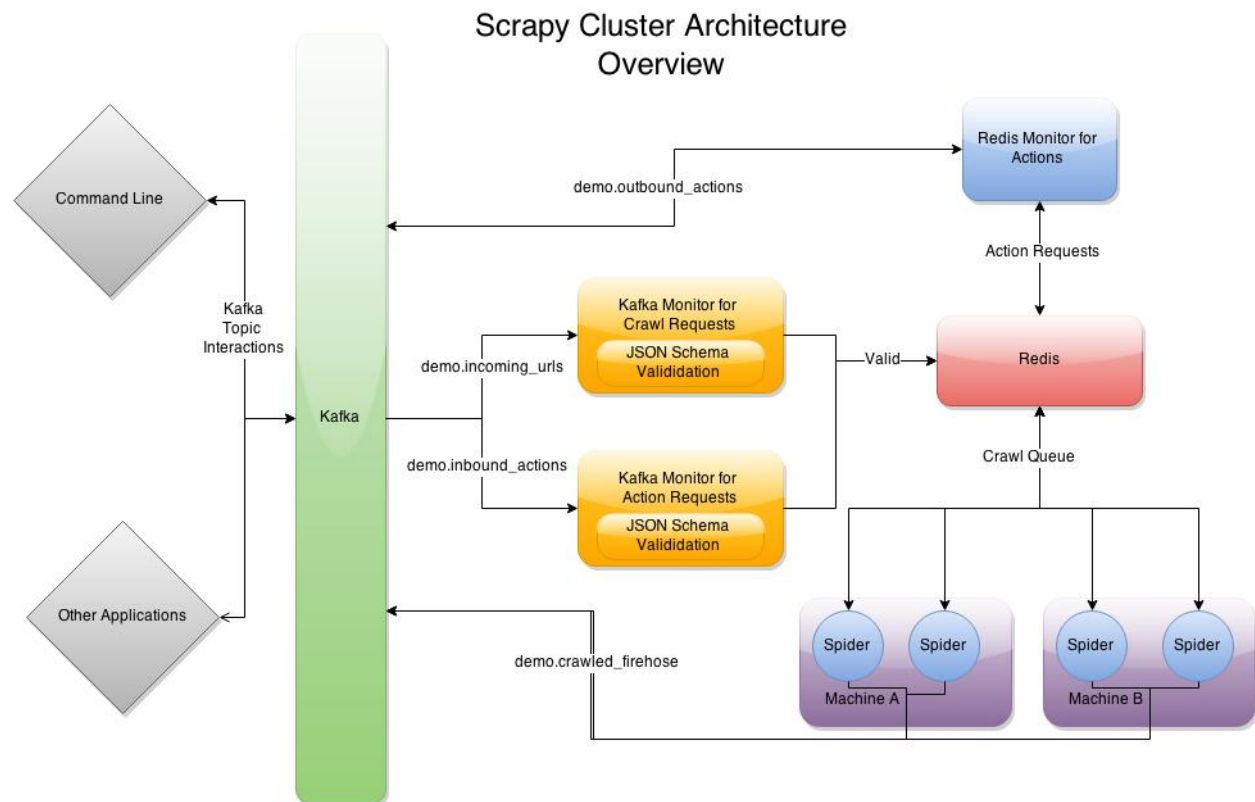 Scrapy Cluster Architecture
Overview
Command Line
Kafka
Topic
Interactions
Other Applications
Kafka
demo.outbound_actions
Redis Monitor for
Actions
Action Requests
demo.incoming_urls
Kafka Monitor for
Crawl Requests
JSON Schema
Valididation
demo.inbound_actions
Kafka Monitor for
Action Requests
JSON Schema
Valididation
Valid
Redis
Crawl Queue
demo.crawled_firehose
Spider
Spider
Machine A
Spider
Spider
Machine B